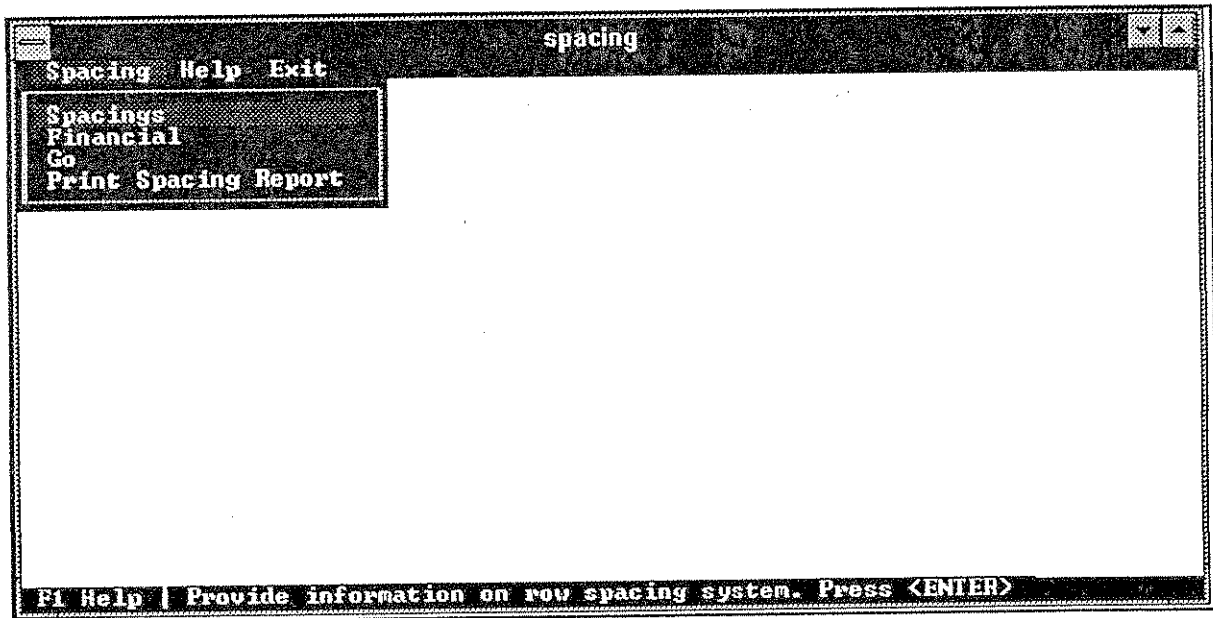 spacing
Spacing Help Exit
Spacings
Financial
Go
Print Spacing Report
F1 Help | Provide information on row spacing system. Press <ENTER>